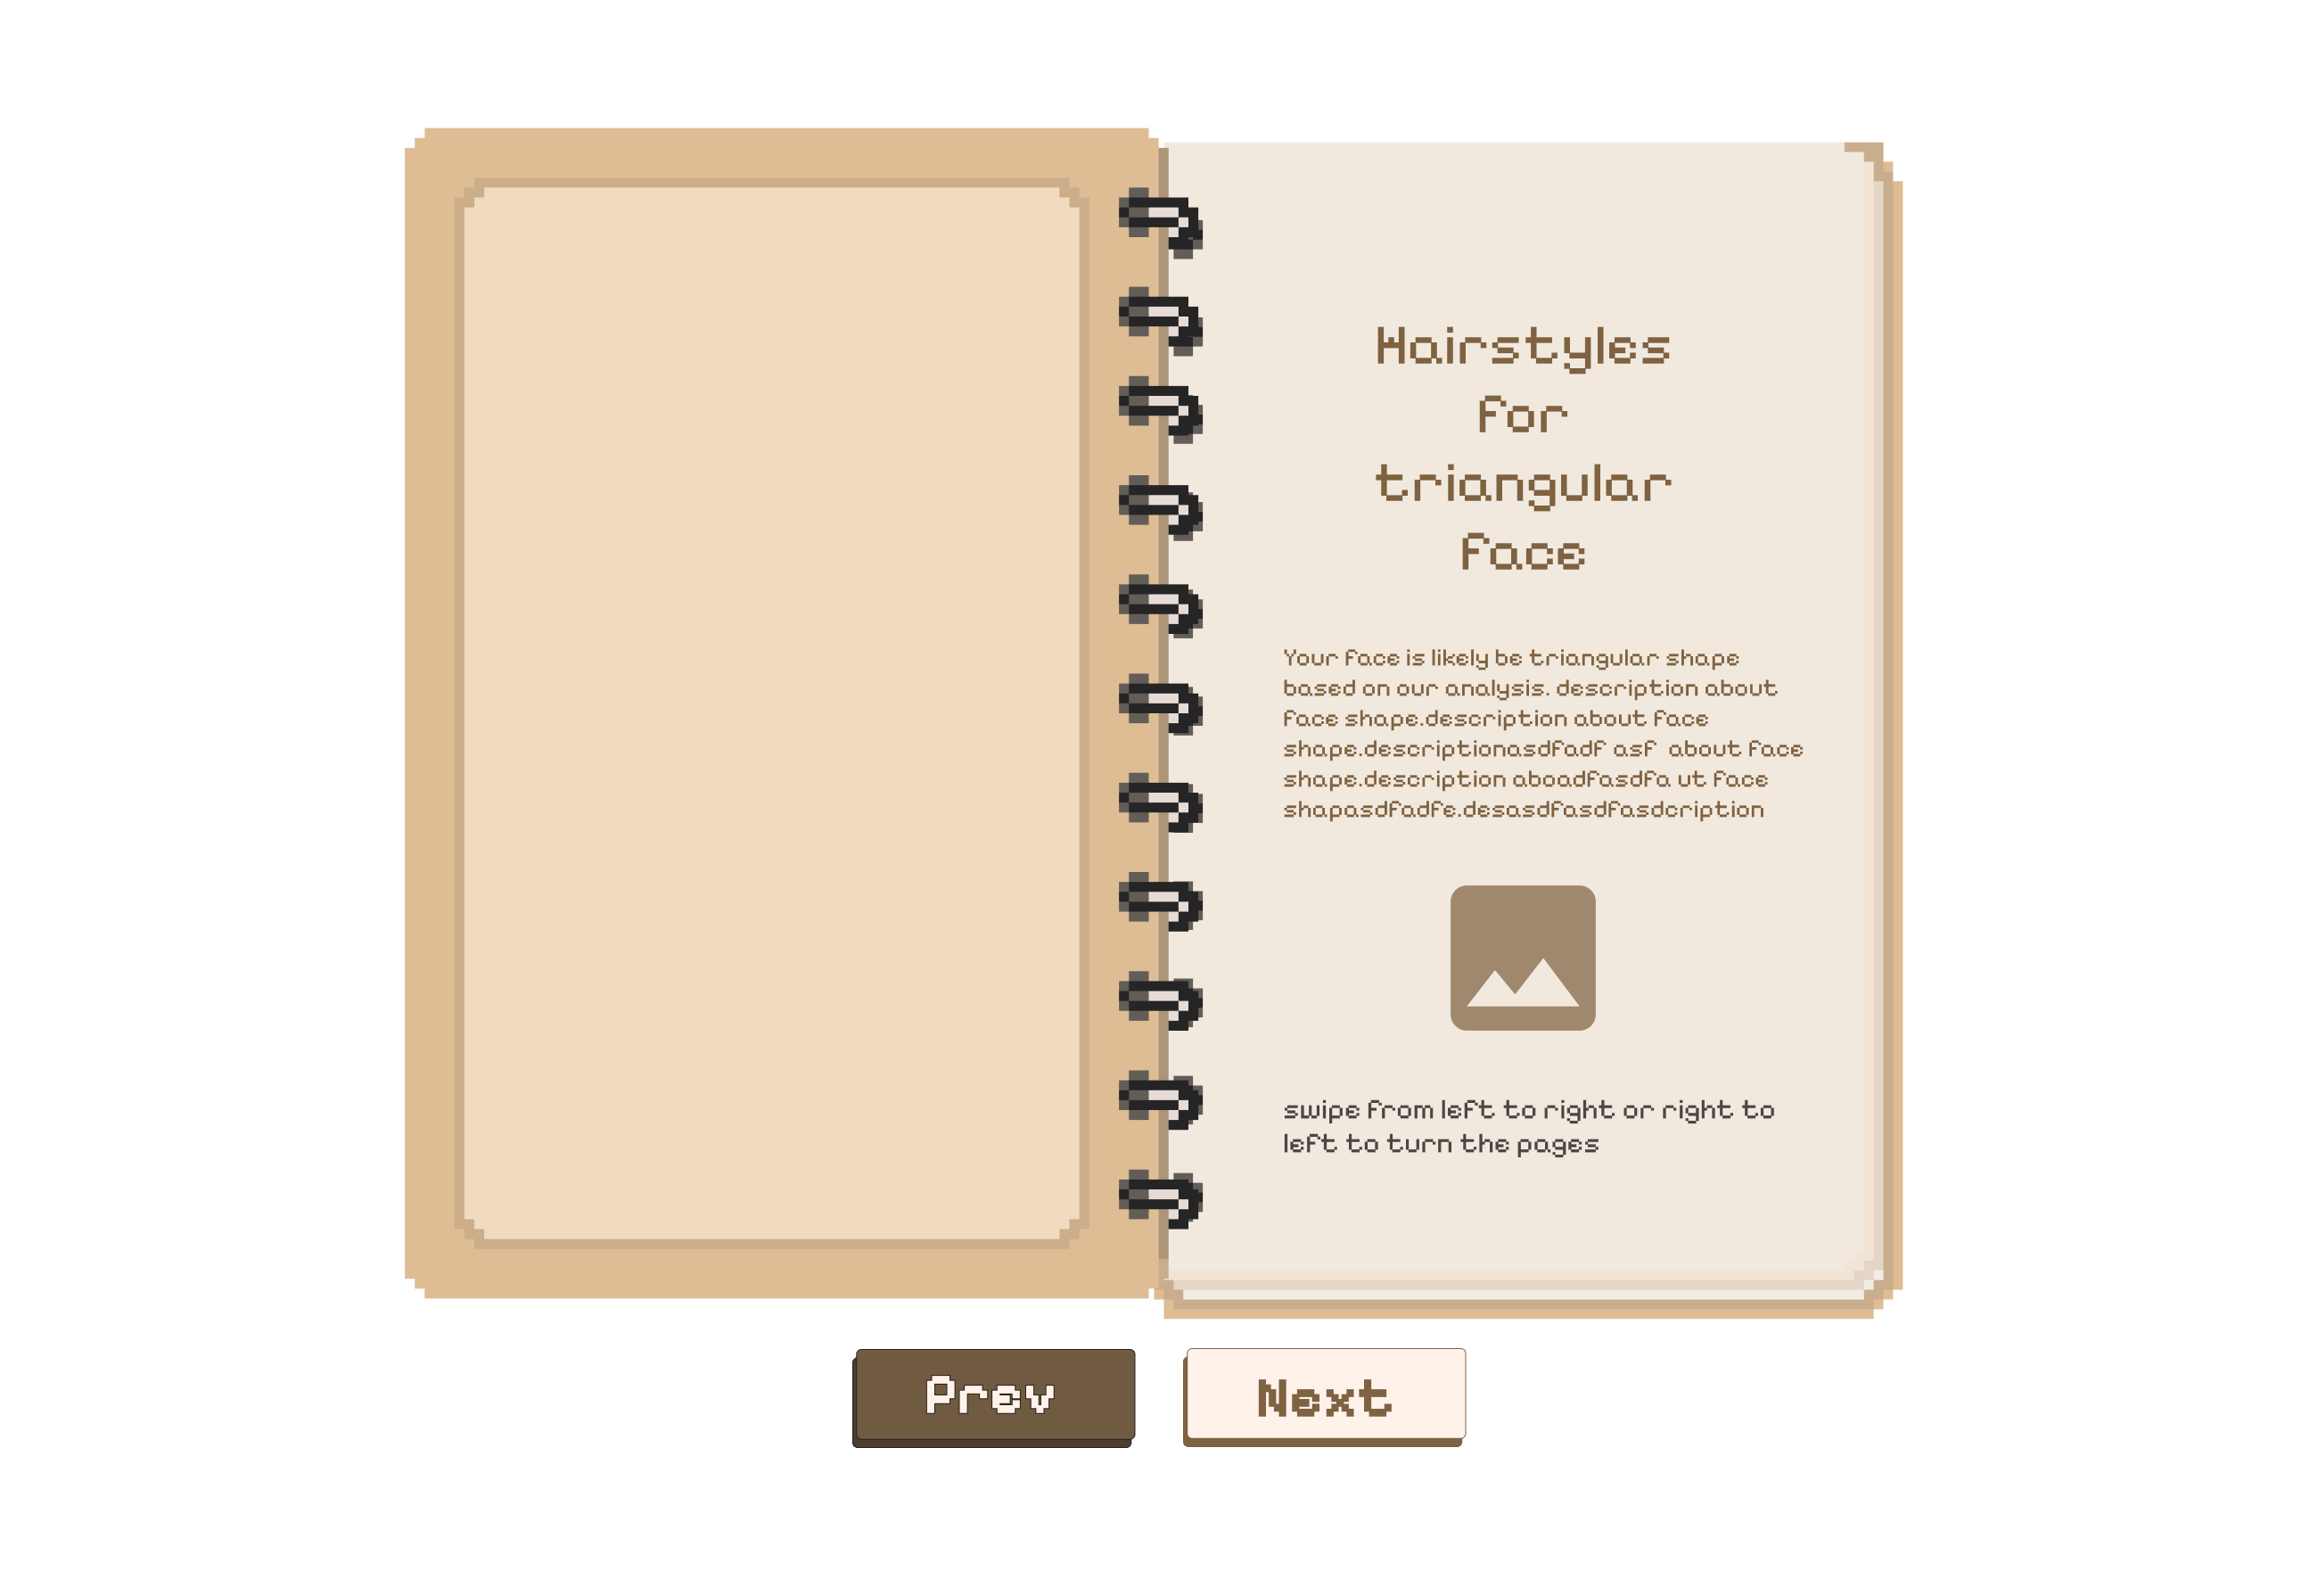 Hairstyles
for
triangular
face
Your face is likely be triangular shape
based on our analysis. description about
face shape.description about face
shape.descriptionasdfadf asf  about face
shape.description aboadfasdfa ut face
shapasdfadfe.desasdfasdfasdcription
swipe from left to right or right to
left to turn the pages
Prev
Next